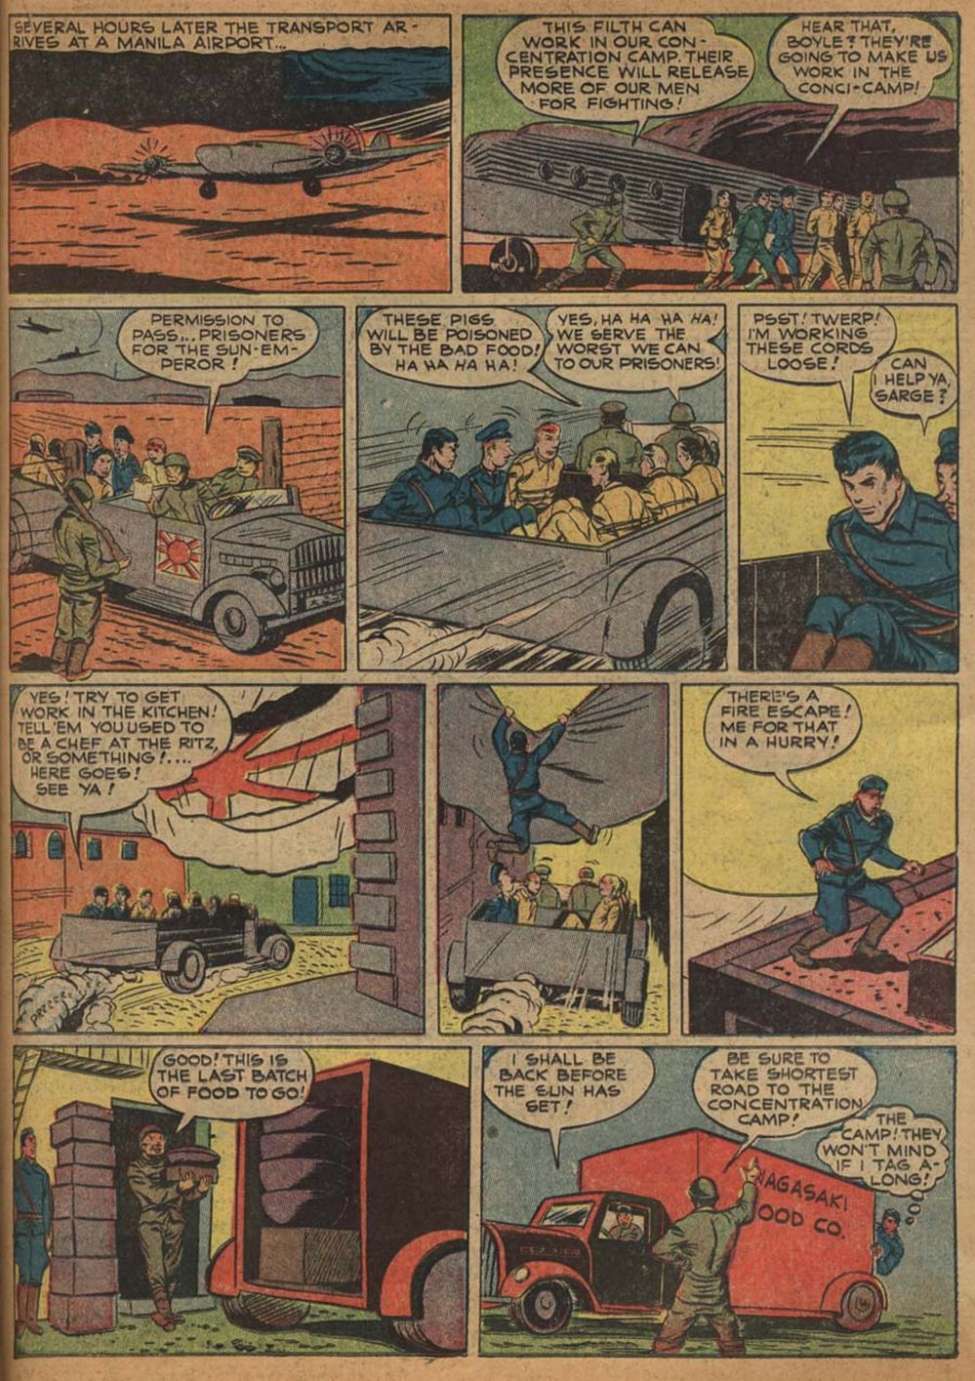 SEVERAL HOURS LATER THE TRANSPORT AR-
RIVES AT A MANILA AIRPORT...
THIS FILTH CAN
WORK IN OUR CON-
CENTRATION CAMP. THEIR
PRESENCE WILL RELEASE
MORE OF OUR MEN
FOR FIGHTING!
HEAR THAT,
BOYLE? THEY'RE
GOING TO MAKE US
WORK IN THE
CONCI-CAMP!
PERMISSION TO
PASS... PRISONERS
FOR THE SUN-EM-
PEROR!
THESE PIGS
WILL BE POISONED
BY THE BAD FOOD!
HA HA HA HA!
YES, HA HA HA HA!
WE SERVE THE
WORST WE CAN
TO OUR PRISONERS!
PSST! TWERP!
I'M WORKING
THESE CORDS
LOOSE!
CAN
I HELP YA,
SARGE?
YES! TRY TO GET
WORK IN THE KITCHEN!
TELL 'EM YOU USED TO
BE A CHEF AT THE RITZ,
OR SOMETHING!....
HERE GOES!
SEE YA!
THERE'S A
FIRE ESCAPE!
ME FOR THAT
IN A HURRY!
GOOD! THIS IS
THE LAST BATCH
OF FOOD TO GO!
I SHALL BE
BACK BEFORE
THE SUN HAS
SET!
BE SURE TO
TAKE SHORTEST
ROAD TO THE
CONCENTRATION
CAMP!
THE
CAMP! THEY
WON'T MIND
IF I TAG A-
LONG!
NAGASAKI
OOD CO.